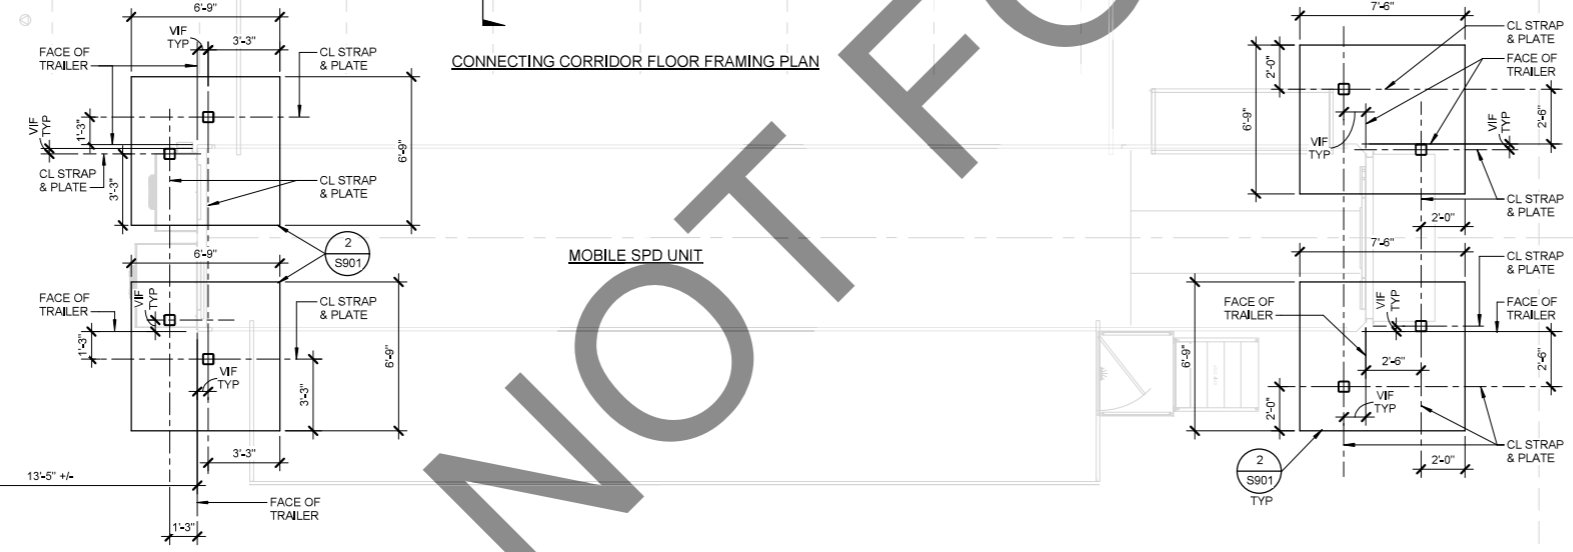 6'-9"
VIF
TYP
3'-3"
FACE OF
TRAILER
CL STRAP
& PLATE
1'-3"
VIF
TYP
CL STRAP
& PLATE
3'-3"
6'-9"
CL STRAP
& PLATE
2
S901
6'-9"
FACE OF
TRAILER
VIF
TYP
1'-3"
CL STRAP
& PLATE
VIF
TYP
3'-3"
6'-9"
3'-3"
13'-5" +/-
FACE OF
TRAILER
1'-3"
CONNECTING CORRIDOR FLOOR FRAMING PLAN
MOBILE SPD UNIT
NOT FO
7'-6"
CL STRAP
& PLATE
FACE OF
TRAILER
2'-0"
6'-9"
VIF
TYP
VIF
TYP
2'-6"
CL STRAP
& PLATE
2'-0"
7'-6"
CL STRAP
& PLATE
FACE OF
TRAILER
VIF
TYP
FACE OF
TRAILER
6'-9"
2'-6"
2'-6"
2'-0"
VIF
TYP
CL STRAP
& PLATE
2'-0"
2
S901
TYP